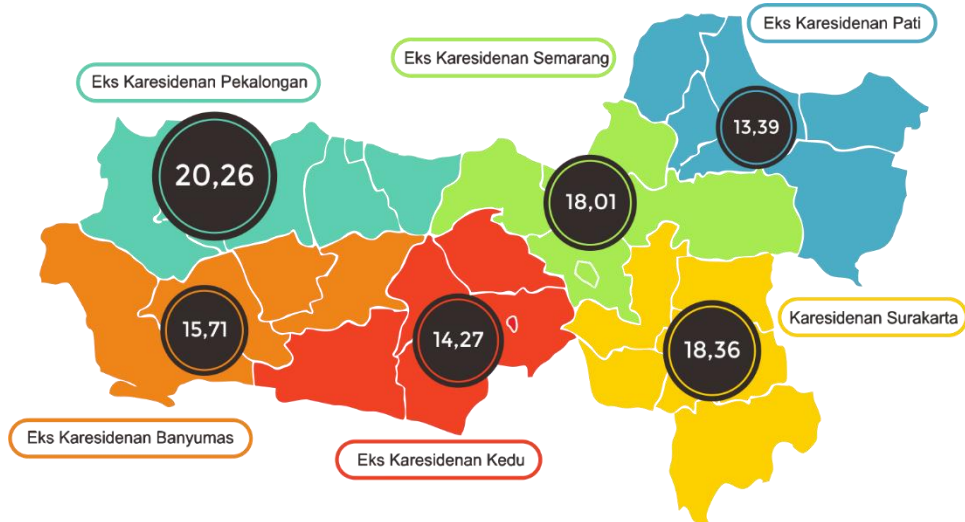 Eks Karesidenan Pati
Eks Karesidenan Semarang
Eks Karesidenan Pekalongan
13,39
20,26
18,01
Karesidenan Surakarta
15,71
14,27
18,36
Eks Karesidenan Banyumas
Eks Karesidenan Kedu